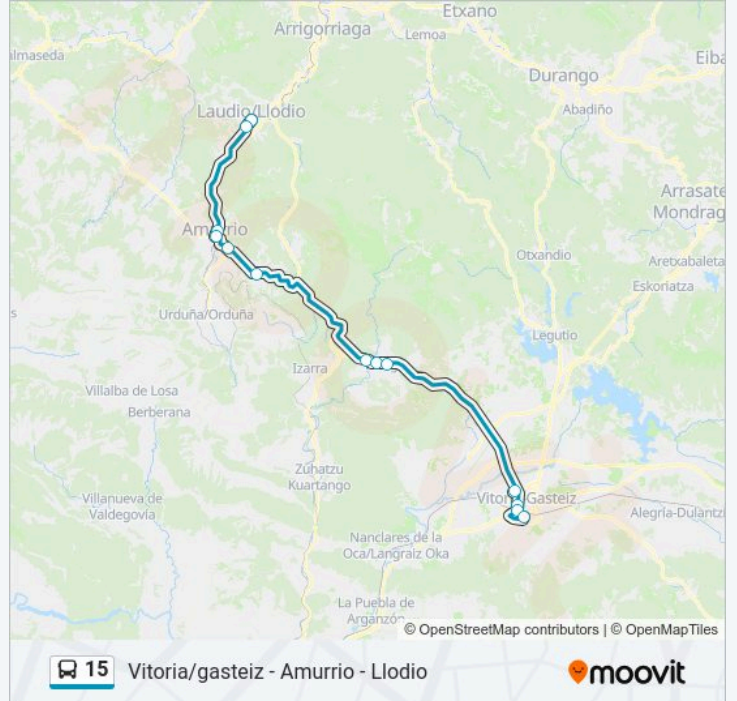 Etxano
Arrigorriaga
Lemoa
almaseda
Eiba
Durango
Abadiño
Laudio/Llodio
Arrasate
Mondrag
Amurrio
Otxandio
Aretxabaleta
Eskoriatza
Urduña/Orduña
Legutio
Izarra
Villalba de Losa
Berberana
Zuhatzu
Kuartango
Villanueva de
Valdegovía
Vitoria-Gasteiz
Alegría-Dulantzi
Nanclares de la
Oca/Langraiz Oka
La Puebla de
Arganzón
© OpenStreetMap contributors | © OpenMapTiles
15 Vitoria/gasteiz - Amurrio - Llodio
moovit